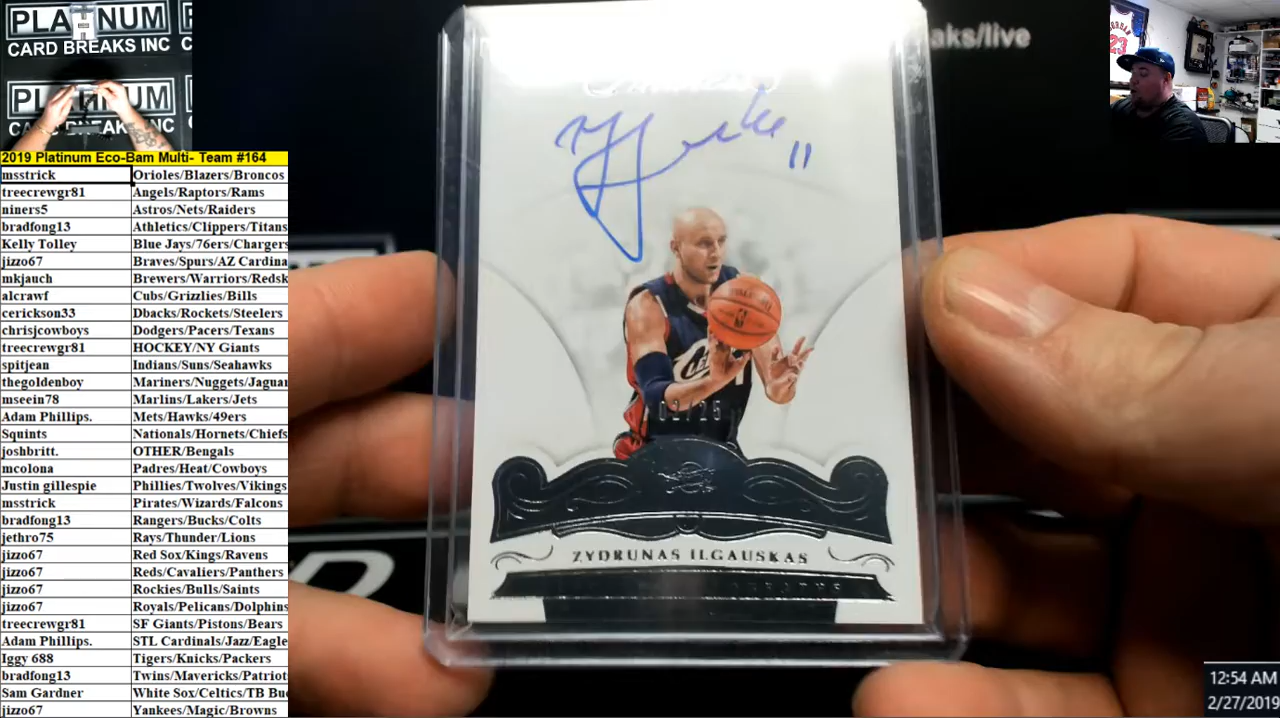 PLATINUM
CARD BREAKS INC
PLATINUM
CARD BREAKS INC
aks/live
2019 Platinum Eco-Bam Multi- Team #164
msstrick Orioles/Blazers/Broncos
treecrewgr81 Angels/Raptors/Rams
niners5 Astros/Nets/Raiders
bradfong13 Athletics/Clippers/Titans
Kelly Tolley Blue Jays/76ers/Chargers
jizzo67 Braves/Spurs/AZ Cardina
mkjauch Brewers/Warriors/Redsk
alcrawf Cubs/Grizzlies/Bills
cerickson33 Dbacks/Rockets/Steelers
chrisjcowboys Dodgers/Pacers/Texans
treecrewgr81 HOCKEY/NY Giants
spitjean Indians/Suns/Seahawks
thegoldenboy Mariners/Nuggets/Jaguar
mseein78 Marlins/Lakers/Jets
Adam Phillips. Mets/Hawks/49ers
Squints Nationals/Hornets/Chiefs
joshbritt. OTHER/Bengals
mcolona Padres/Heat/Cowboys
Justin gillespie Phillies/Twolves/Vikings
msstrick Pirates/Wizards/Falcons
bradfong13 Rangers/Bucks/Colts
jethro75 Rays/Thunder/Lions
jizzo67 Red Sox/Kings/Ravens
jizzo67 Reds/Cavaliers/Panthers
jizzo67 Rockies/Bulls/Saints
jizzo67 Royals/Pelicans/Dolphins
treecrewgr81 SF Giants/Pistons/Bears
Adam Phillips. STL Cardinals/Jazz/Eagle
Iggy 688 Tigers/Knicks/Packers
bradfong13 Twins/Mavericks/Patriot
Sam Gardner White Sox/Celtics/TB Bu
jizzo67 Yankees/Magic/Browns
11
02/25
ZYDRUNAS ILGAUSKAS
23
12:54 AM
2/27/2019